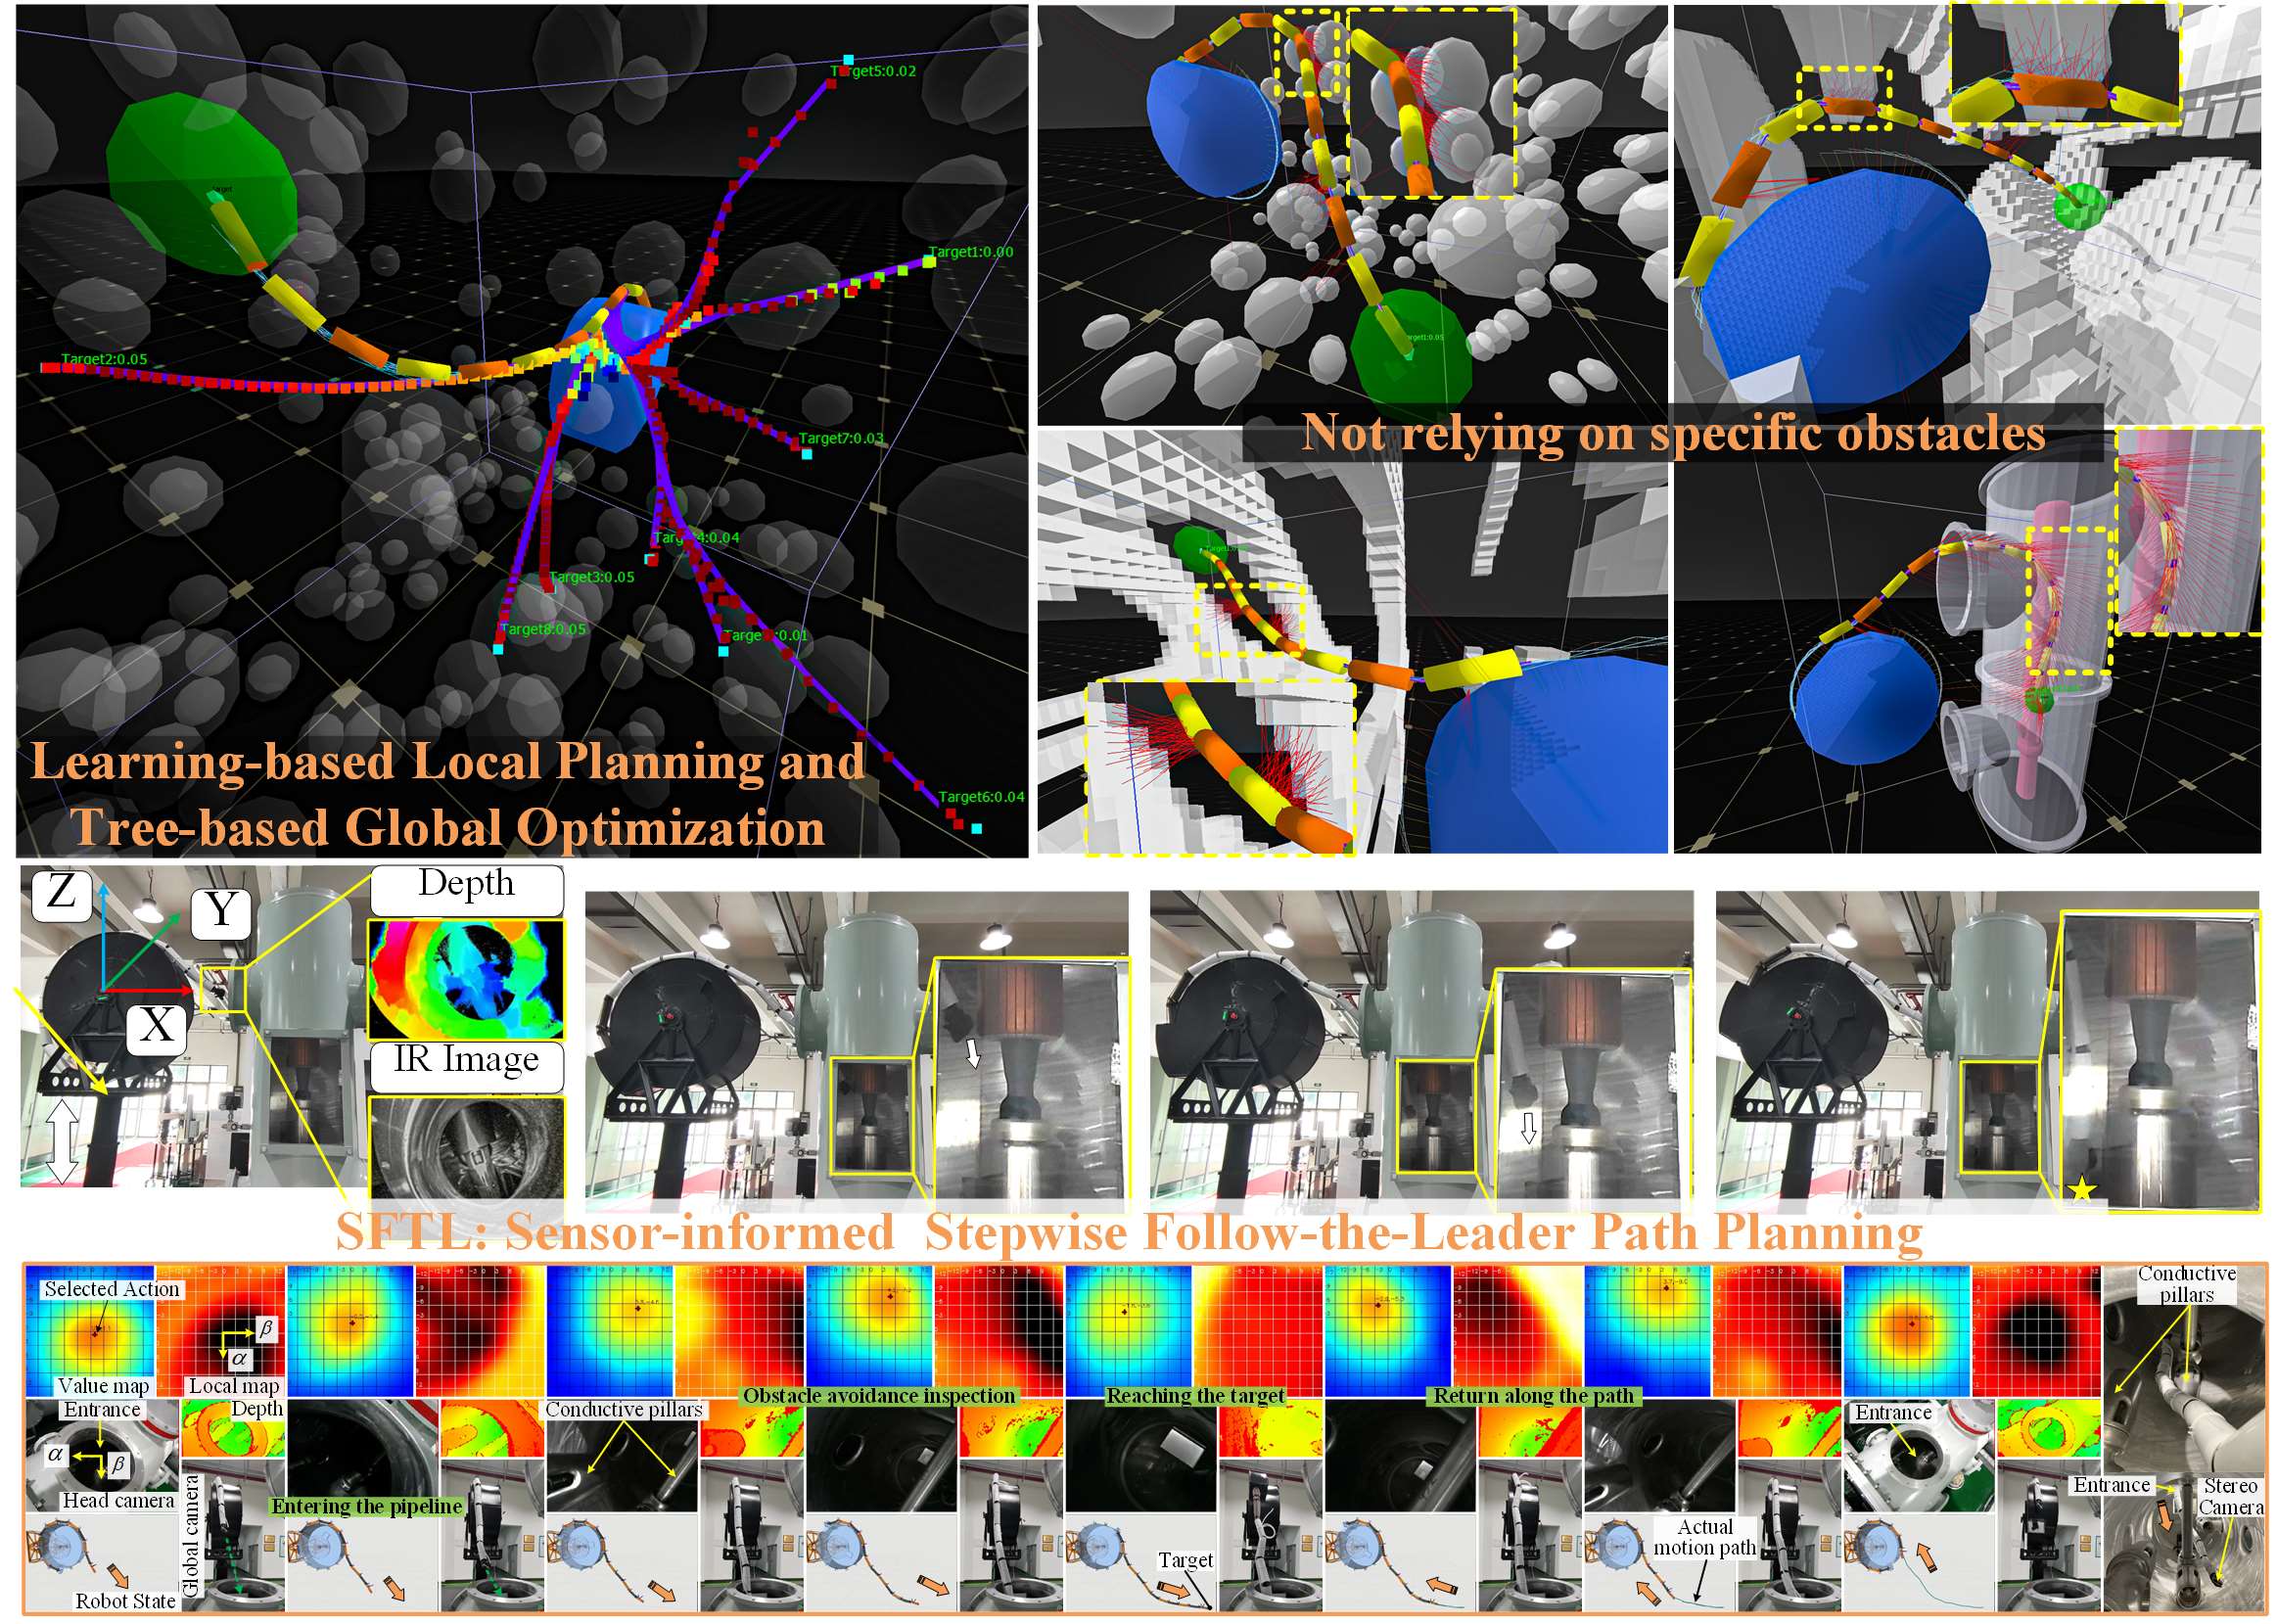 Target5:0.02
Target1:0.00
Target2:0.05
Target7:0.03
Target3:0.05
Target8:0.05
Target6:0.04
Learning-based Local Planning and
Tree-based Global Optimization
Not relying on specific obstacles
Z
Y
X
Depth
IR Image
SFTL: Sensor-informed Stepwise Follow-the-Leader Path Planning
Selected Action
β
α
Value map
Local map
Obstacle avoidance inspection
Reaching the target
Return along the path
Conductive
pillars
Entrance
Depth
Conductive pillars
Entrance
α
β
Head camera
Global camera
Entering the pipeline
Entrance
Stereo
Camera
Robot State
Target
Actual
motion path